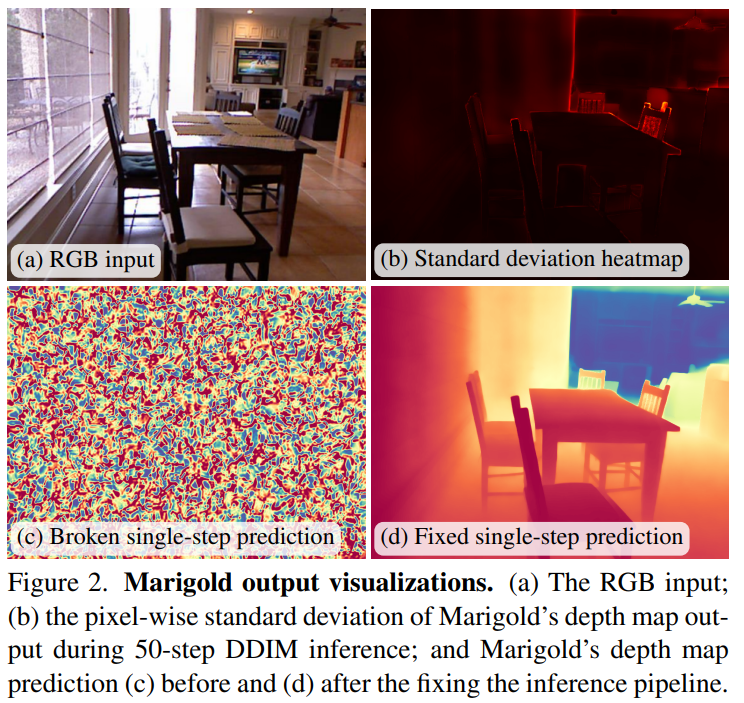 (a) RGB input
(b) Standard deviation heatmap
(c) Broken single-step prediction
(d) Fixed single-step prediction
Figure 2. Marigold output visualizations. (a) The RGB input;
(b) the pixel-wise standard deviation of Marigold's depth map out-
put during 50-step DDIM inference; and Marigold's depth map
prediction (c) before and (d) after the fixing the inference pipeline.